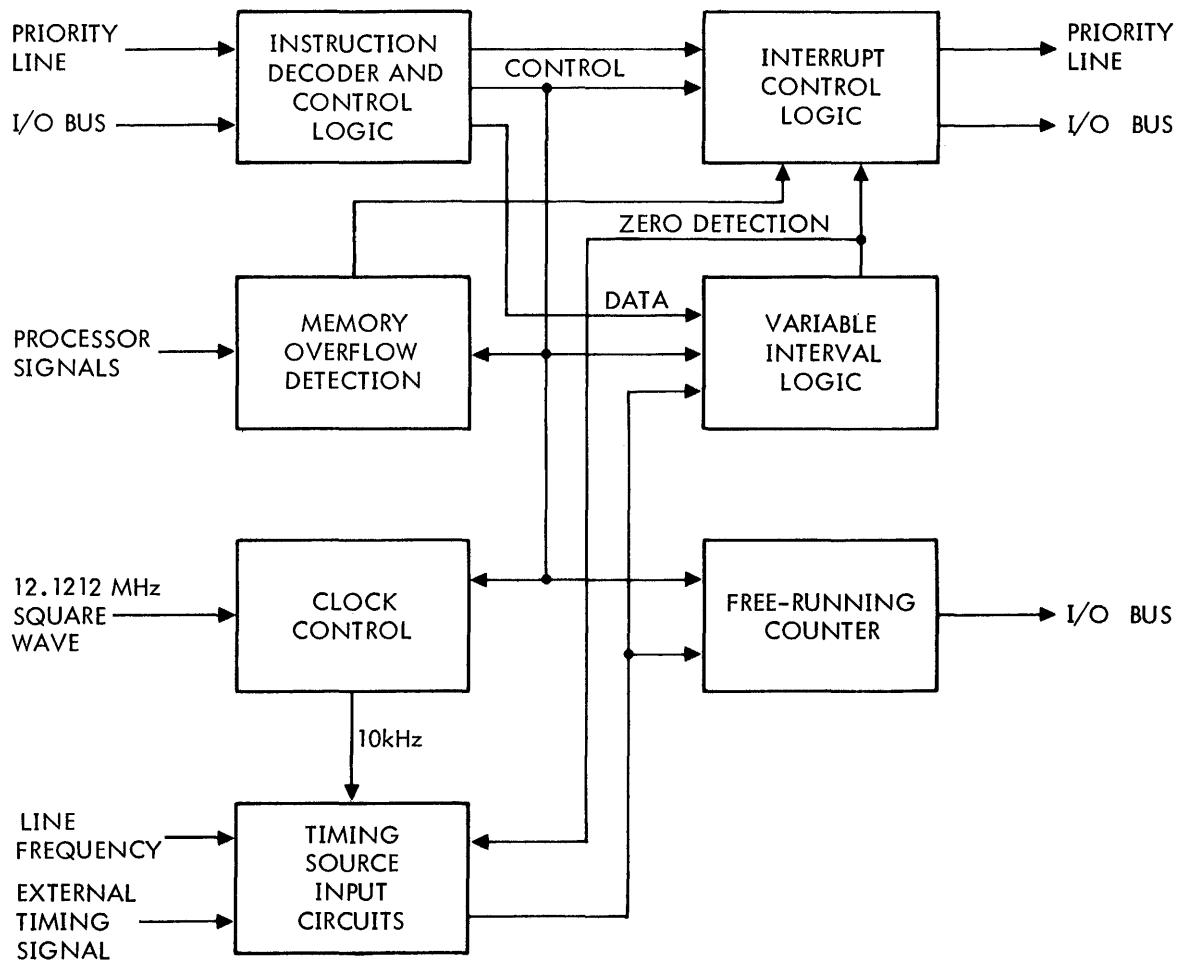 PRIORITY
LINE
I/O BUS
INSTRUCTION
DECODER AND
CONTROL
LOGIC
CONTROL
INTERRUPT
CONTROL
LOGIC
PRIORITY
LINE
I/O BUS
ZERO DETECTION
PROCESSOR
SIGNALS
MEMORY
OVERFLOW
DETECTION
DATA
VARIABLE
INTERVAL
LOGIC
12.1212 MHz
SQUARE
WAVE
CLOCK
CONTROL
FREE-RUNNING
COUNTER
I/O BUS
10kHz
LINE
FREQUENCY
EXTERNAL
TIMING
SIGNAL
TIMING
SOURCE
INPUT
CIRCUITS